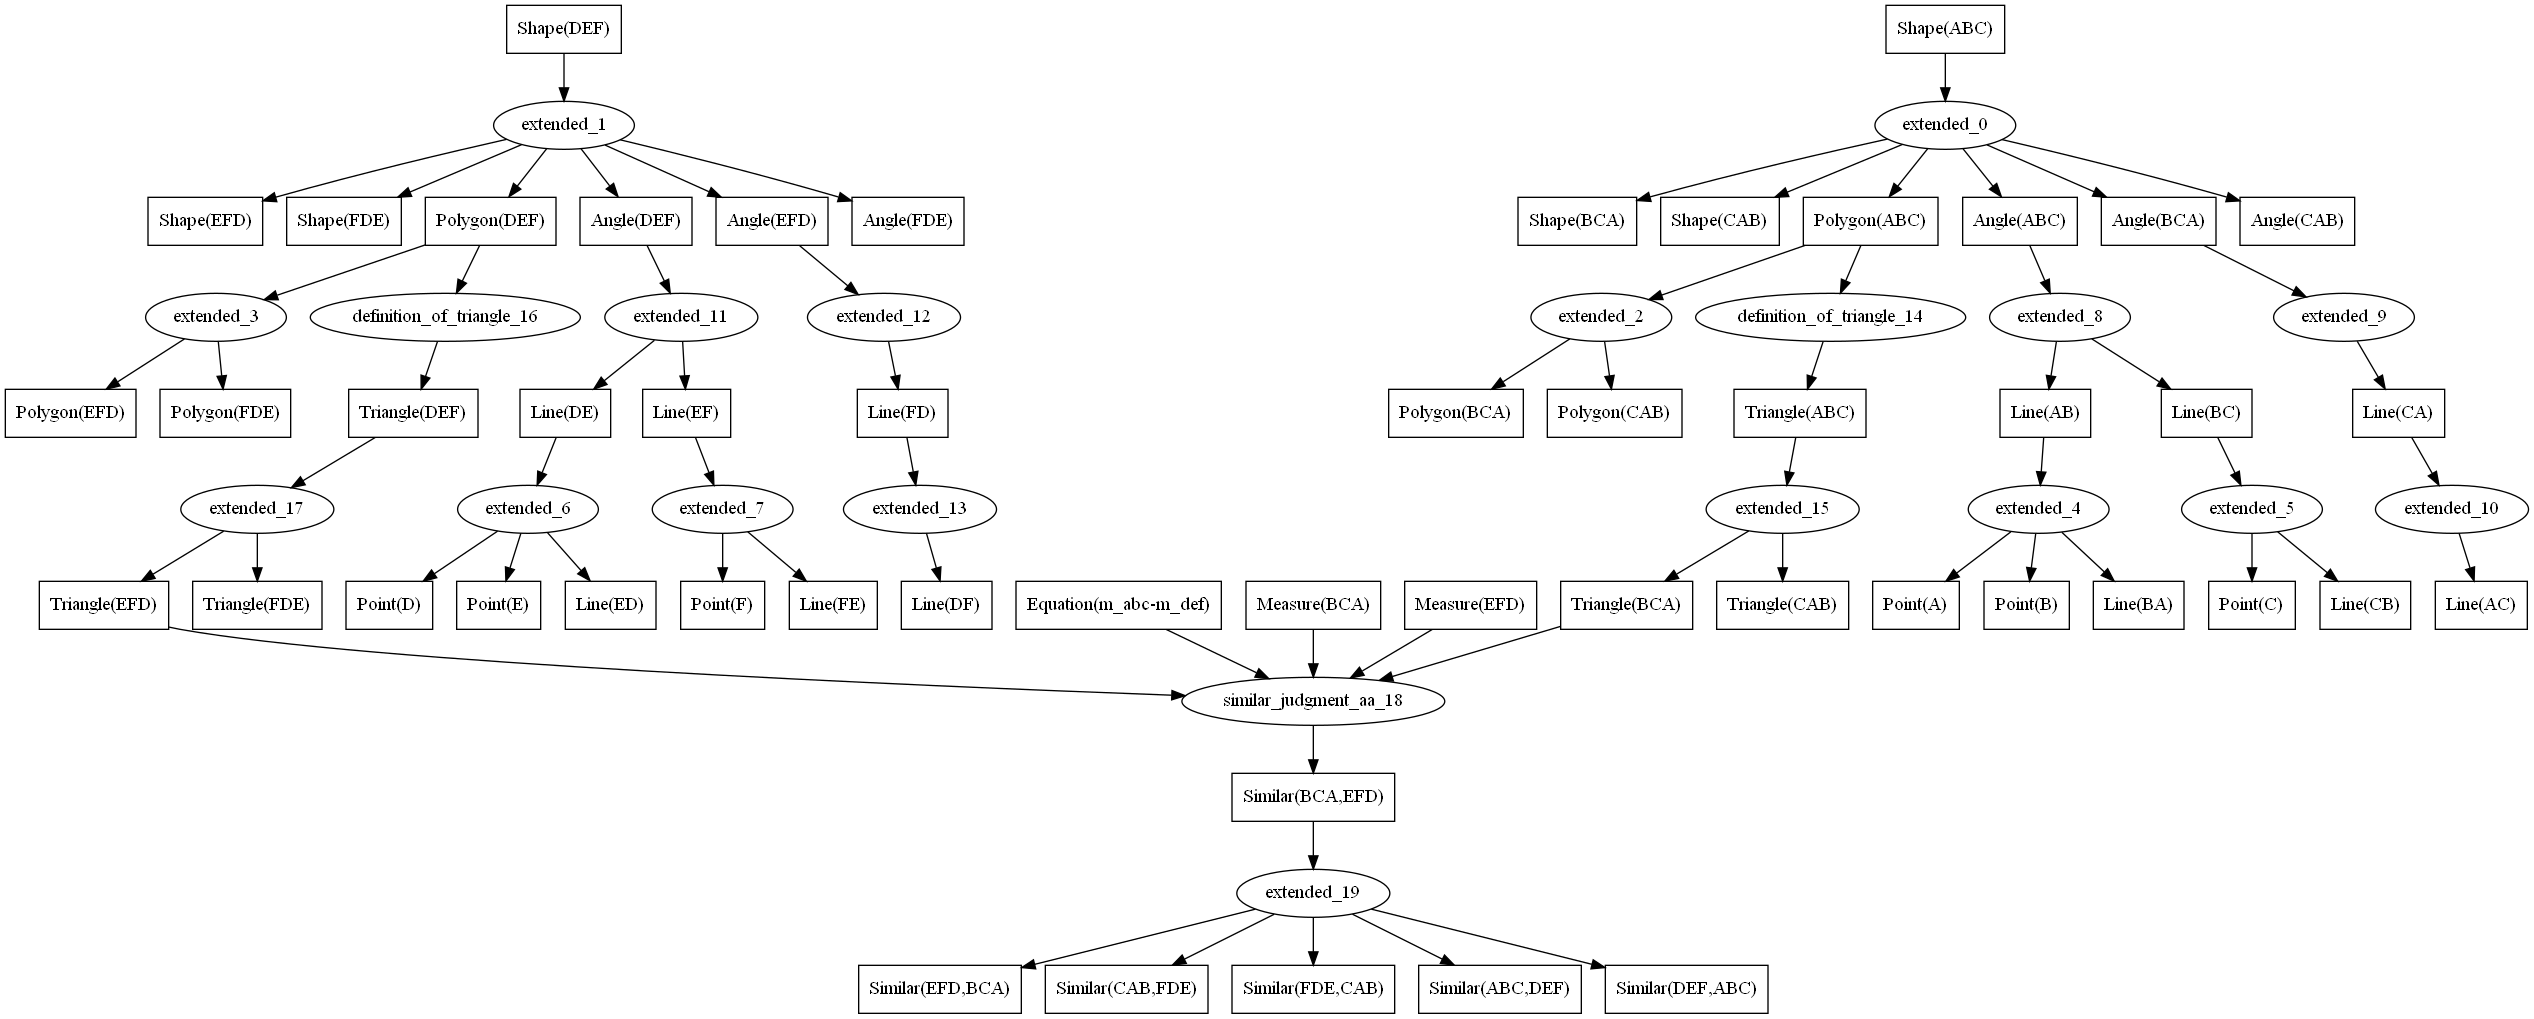 Shape(DEF)
Shape(ABC)
extended_1
extended_0
Shape(EFD)
Shape(FDE)
Polygon(DEF)
Angle(DEF)
Angle(EFD)
Angle(FDE)
Shape(BCA)
Shape(CAB)
Polygon(ABC)
Angle(ABC)
Angle(BCA)
Angle(CAB)
extended_3
definition_of_triangle_16
extended_11
extended_12
extended_2
definition_of_triangle_14
extended_8
extended_9
Polygon(EFD)
Polygon(FDE)
Triangle(DEF)
Line(DE)
Line(EF)
Line(FD)
Polygon(BCA)
Polygon(CAB)
Triangle(ABC)
Line(AB)
Line(BC)
Line(CA)
extended_17
extended_6
extended_7
extended_13
extended_15
extended_4
extended_5
extended_10
Triangle(EFD)
Triangle(FDE)
Point(D)
Point(E)
Line(ED)
Point(F)
Line(FE)
Line(DF)
Equation(m_abc-m_def)
Measure(BCA)
Measure(EFD)
Triangle(BCA)
Triangle(CAB)
Point(A)
Point(B)
Line(BA)
Point(C)
Line(CB)
Line(AC)
similar_judgment_aa_18
Similar(BCA,EFD)
extended_19
Similar(EFD,BCA)
Similar(CAB,FDE)
Similar(FDE,CAB)
Similar(ABC,DEF)
Similar(DEF,ABC)